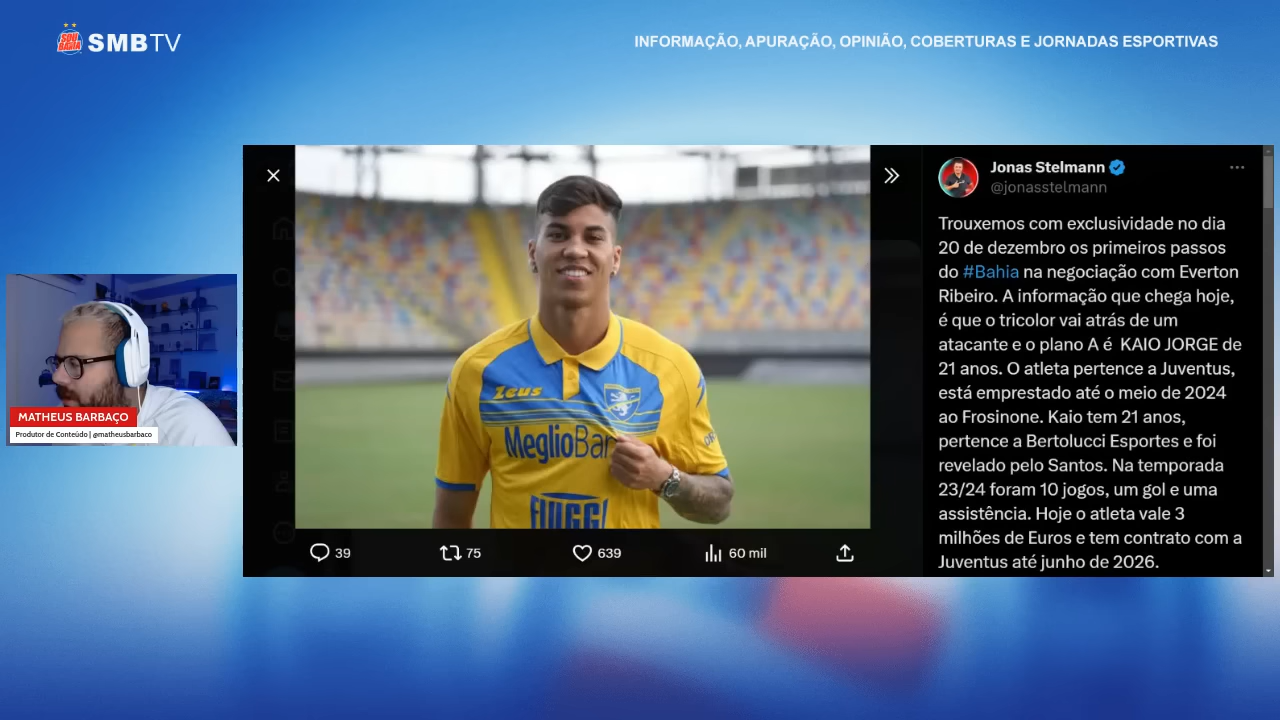 SOU
BAHIA
SMBTV
INFORMAÇÃO, APURAÇÃO, OPINIÃO, COBERTURAS E JORNADAS ESPORTIVAS
Jonas Stelmann
@jonasstelmann
Trouxemos com exclusividade no dia
20 de dezembro os primeiros passos
do #Bahia na negociação com Everton
Ribeiro. A informação que chega hoje,
é que o tricolor vai atrás de um
atacante e o plano A é KAIO JORGE de
21 anos. O atleta pertence a Juventus,
está emprestado até o meio de 2024
ao Frosinone. Kaio tem 21 anos,
pertence a Bertolucci Esportes e foi
revelado pelo Santos. Na temporada
23/24 foram 10 jogos, um gol e uma
assistência. Hoje o atleta vale 3
milhões de Euros e tem contrato com a
Juventus até junho de 2026.
Zeus
MeglioBan
FIUGGI
39 75 639 60 mil
MATHEUS BARBAÇO
Produtor de Conteúdo | @matheusbarbaco